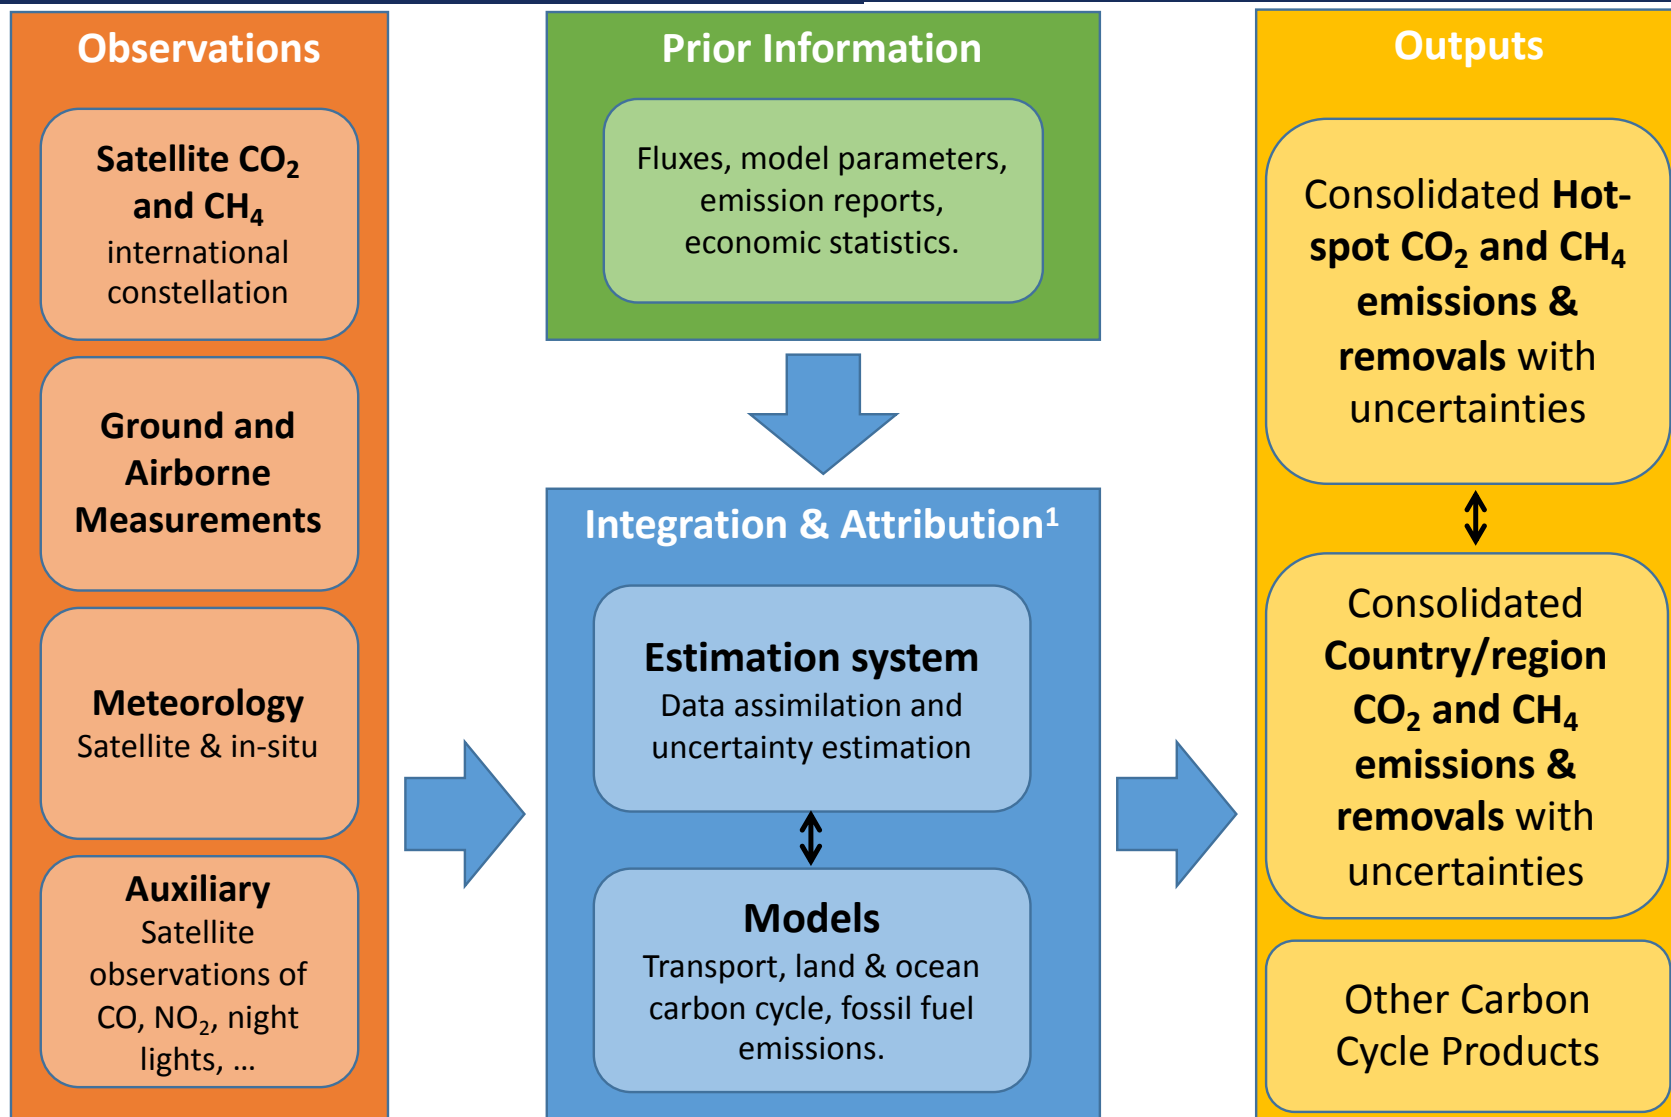 Observations
Satellite CO₂
and CH₄
international
constellation
Ground and
Airborne
Measurements
Meteorology
Satellite & in-situ
Auxiliary
Satellite
observations of
CO, NO₂, night
lights, ...
Prior Information
Fluxes, model parameters,
emission reports,
economic statistics.
Integration & Attribution¹
Estimation system
Data assimilation and
uncertainty estimation
Models
Transport, land & ocean
carbon cycle, fossil fuel
emissions.
Outputs
Consolidated Hot-
spot CO₂ and CH₄
emissions &
removals with
uncertainties
Consolidated
Country/region
CO₂ and CH₄
emissions &
removals with
uncertainties
Other Carbon
Cycle Products